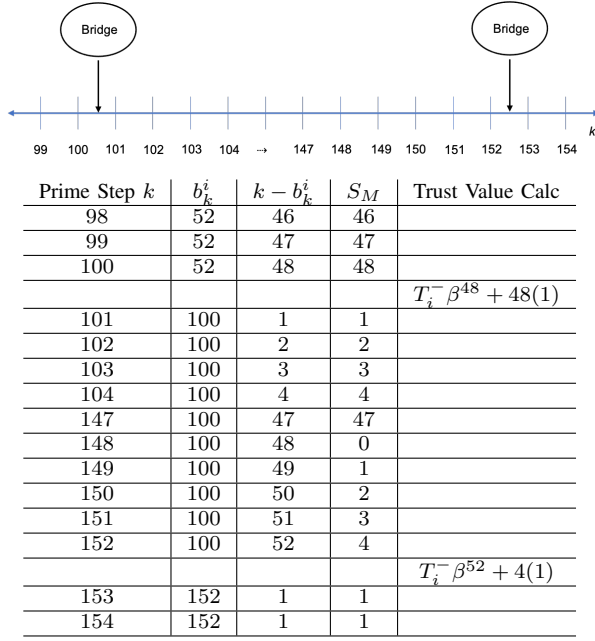 Bridge Bridge
k
99 100 101 102 103 104 ⇢ 147 148 149 150 151 152 153 154
Prime Step k b_k^i k − b_k^i S_M Trust Value Calc
98 52 46 46
99 52 47 47
100 52 48 48
T_i^- β^48 + 48(1)
101 100 1 1
102 100 2 2
103 100 3 3
104 100 4 4
147 100 47 47
148 100 48 0
149 100 49 1
150 100 50 2
151 100 51 3
152 100 52 4
T_i^- β^52 + 4(1)
153 152 1 1
154 152 1 1